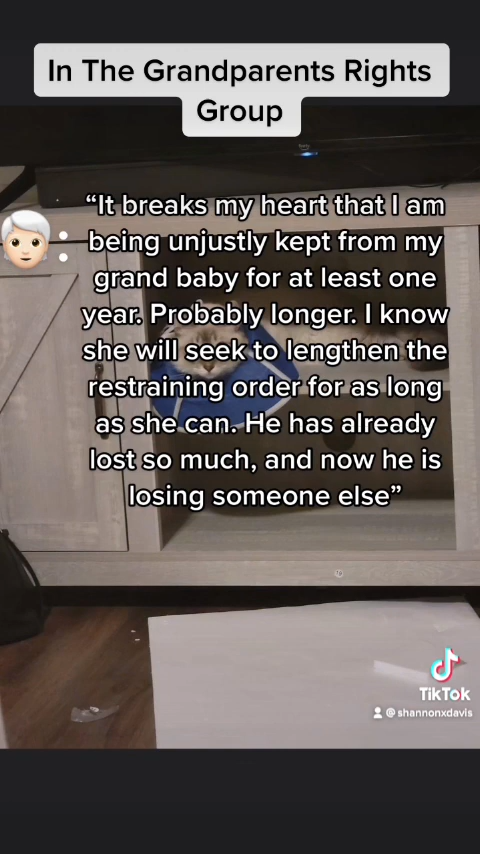 In The Grandparents Rights
Group
“It breaks my heart that I am
being unjustly kept from my
grand baby for at least one
year. Probably longer. I know
she will seek to lengthen the
restraining order for as long
as she can. He has already
lost so much, and now he is
losing someone else”
TikTok
@shannonxdavis